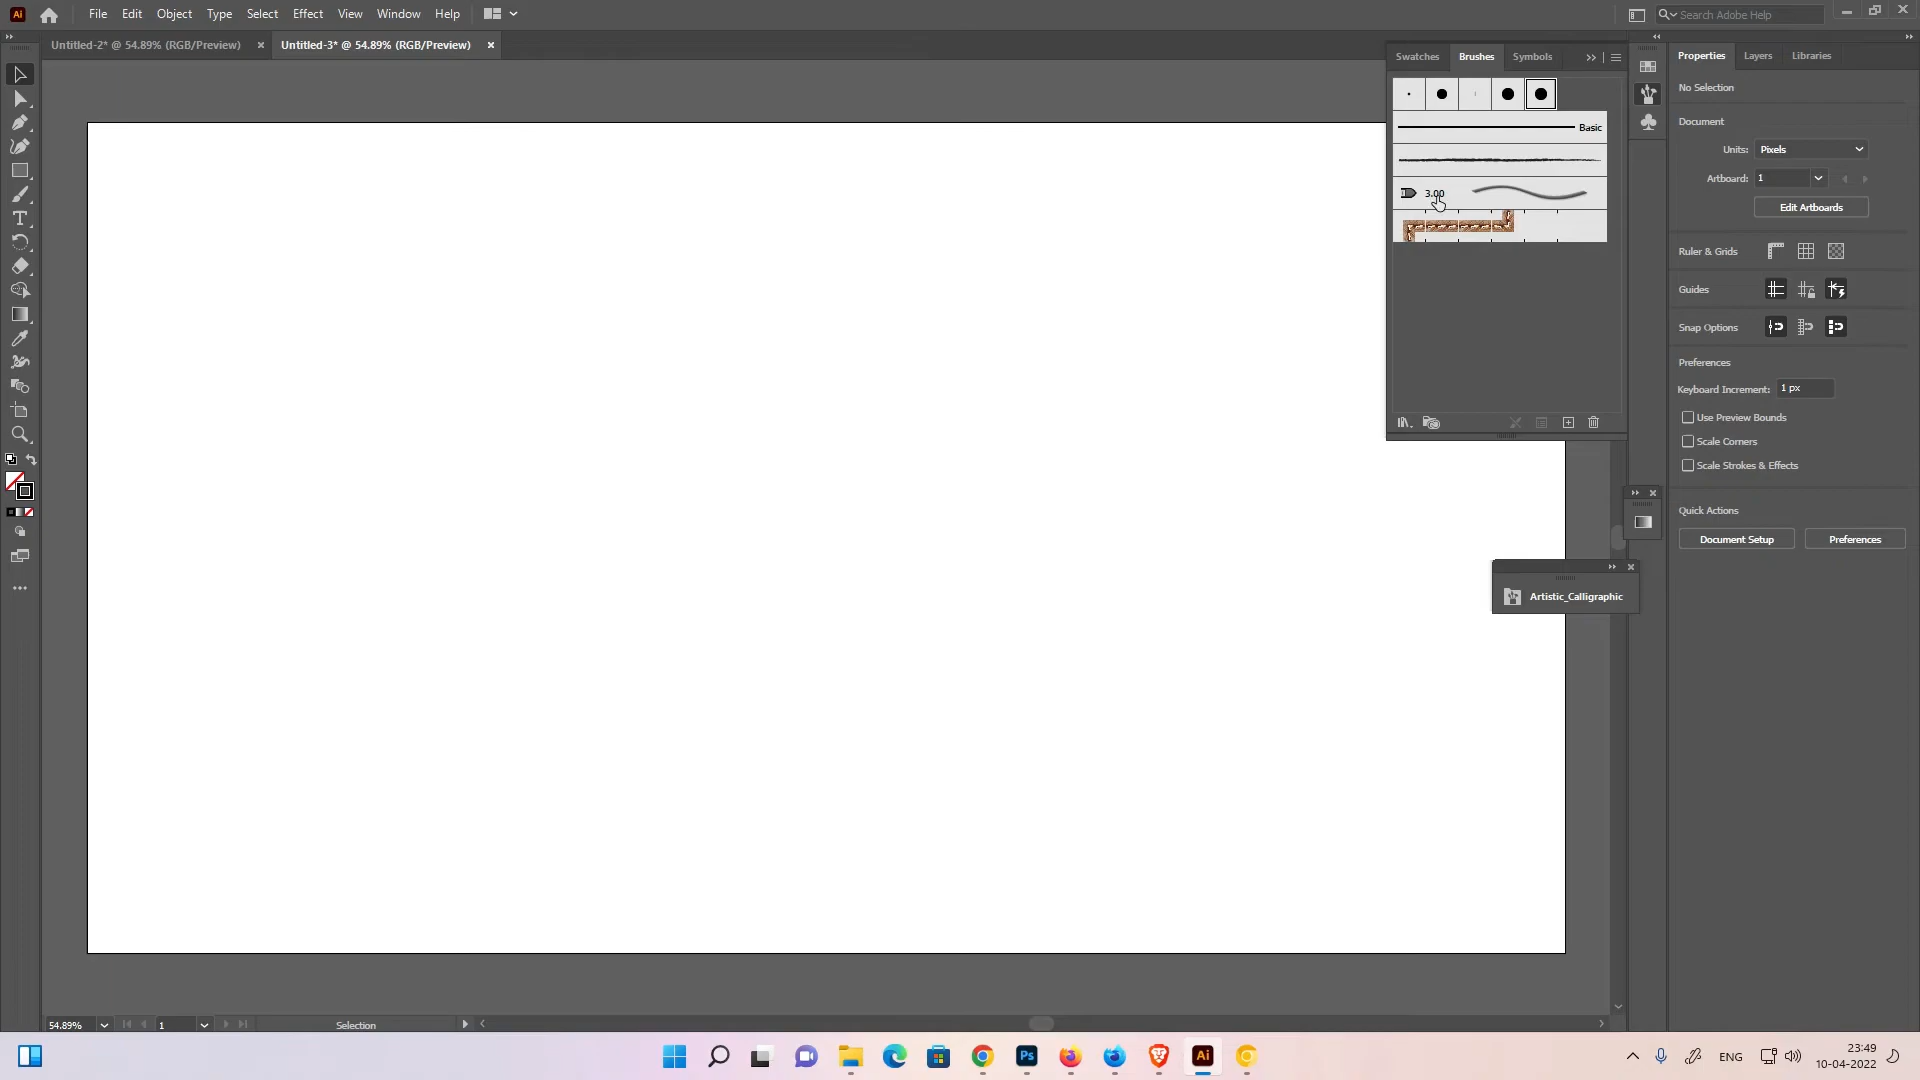 Ai File Edit Object Type Select Effect View Window Help Search Adobe Help
Untitled-2* @ 54.89% (RGB/Preview) Untitled-3* @ 54.89% (RGB/Preview)
Swatches Brushes Symbols
Basic
3.00
Properties Layers Libraries
No Selection
Document
Units: Pixels
Artboard: 1
Edit Artboards
Ruler & Grids
Guides
Snap Options
Preferences
Keyboard Increment: 1 px
Use Preview Bounds
Scale Corners
Scale Strokes & Effects
Quick Actions
Document Setup Preferences
Artistic_Calligraphic
54.89% 1 Selection
Ps Ai ENG 23:49
10-04-2022